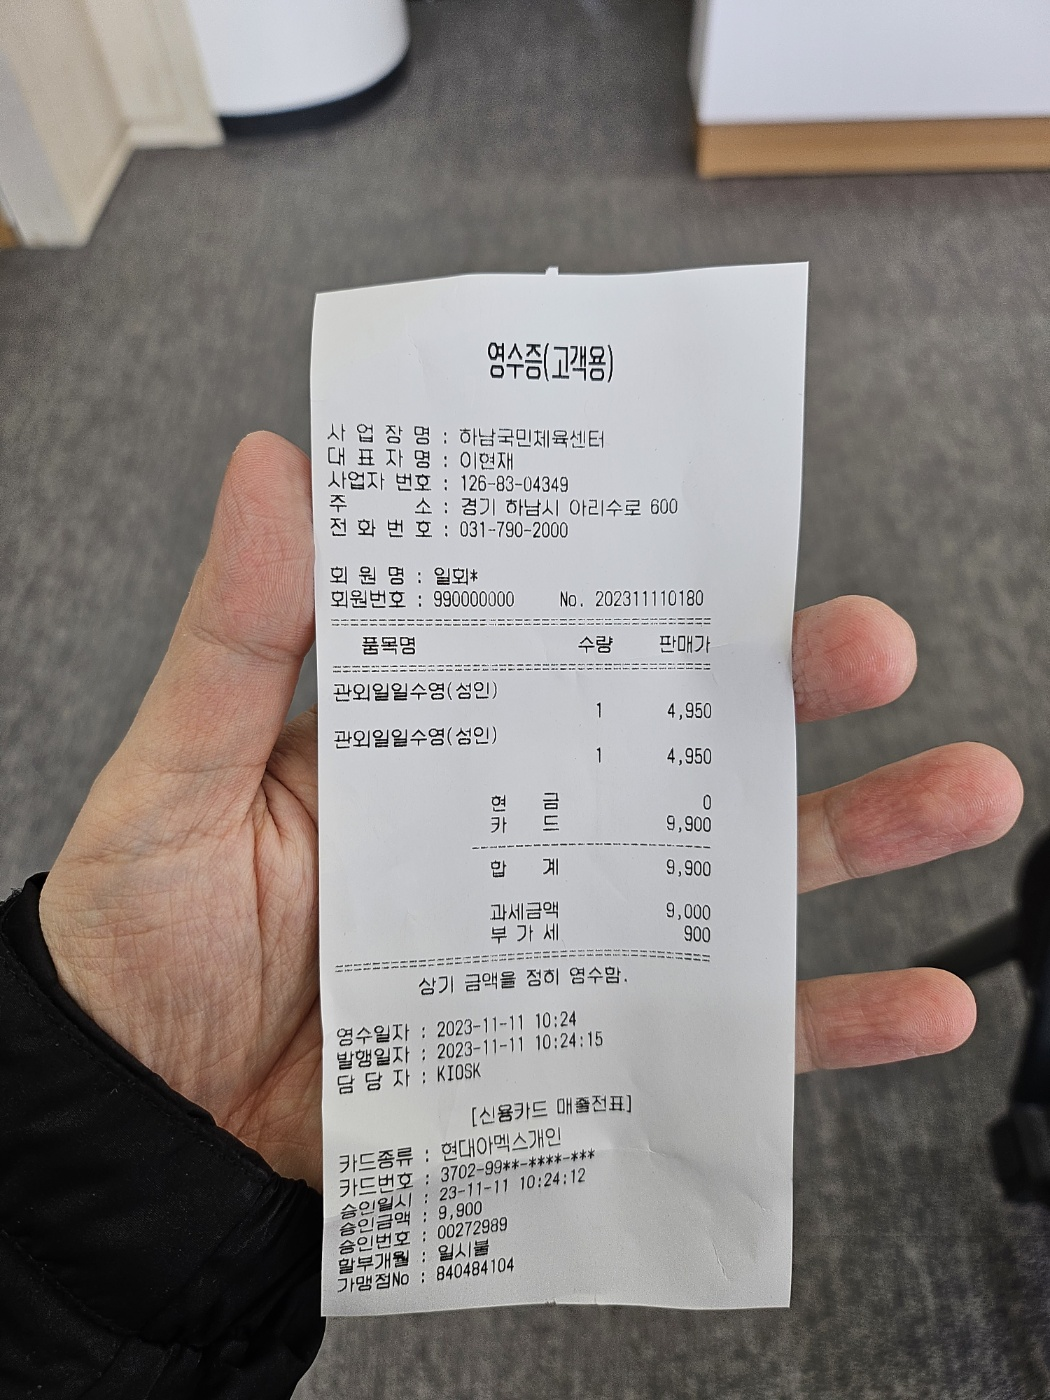 영수증(고객용)
사 업 장 명 : 하남국민체육센터
대 표 자 명 : 이현재
사업자 번호 : 126-83-04349
주 소 : 경기 하남시 아리수로 600
전 화 번 호 : 031-790-2000
회 원 명 : 일회*
회원번호 : 990000000 No. 202311110180
품목명 수량 판매가
관외일일수영(성인)
1 4,950
관외일일수영(성인)
1 4,950
현 금 0
카 드 9,900
합 계 9,900
과세금액 9,000
부 가 세 900
상기 금액을 정히 영수함.
영수일자 : 2023-11-11 10:24
발행일자 : 2023-11-11 10:24:15
담 당 자 : KIOSK
[신용카드 매출전표]
카드종류 : 현대아멕스개인
카드번호 : 3702-99**-****-***
승인일시 : 23-11-11 10:24:12
승인금액 : 9,900
승인번호 : 00272989
할부개월 : 일시불
가맹점No : 840484104